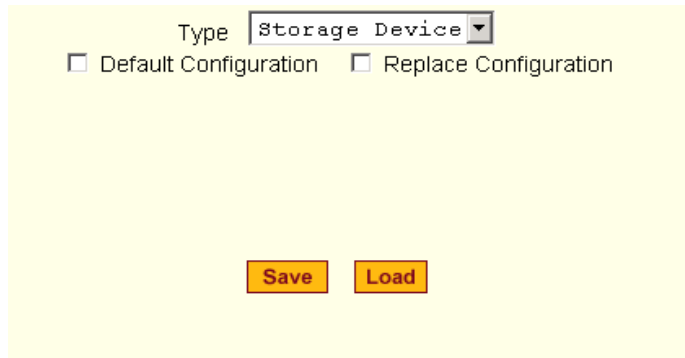 Type Storage Device
Default Configuration Replace Configuration
Save Load